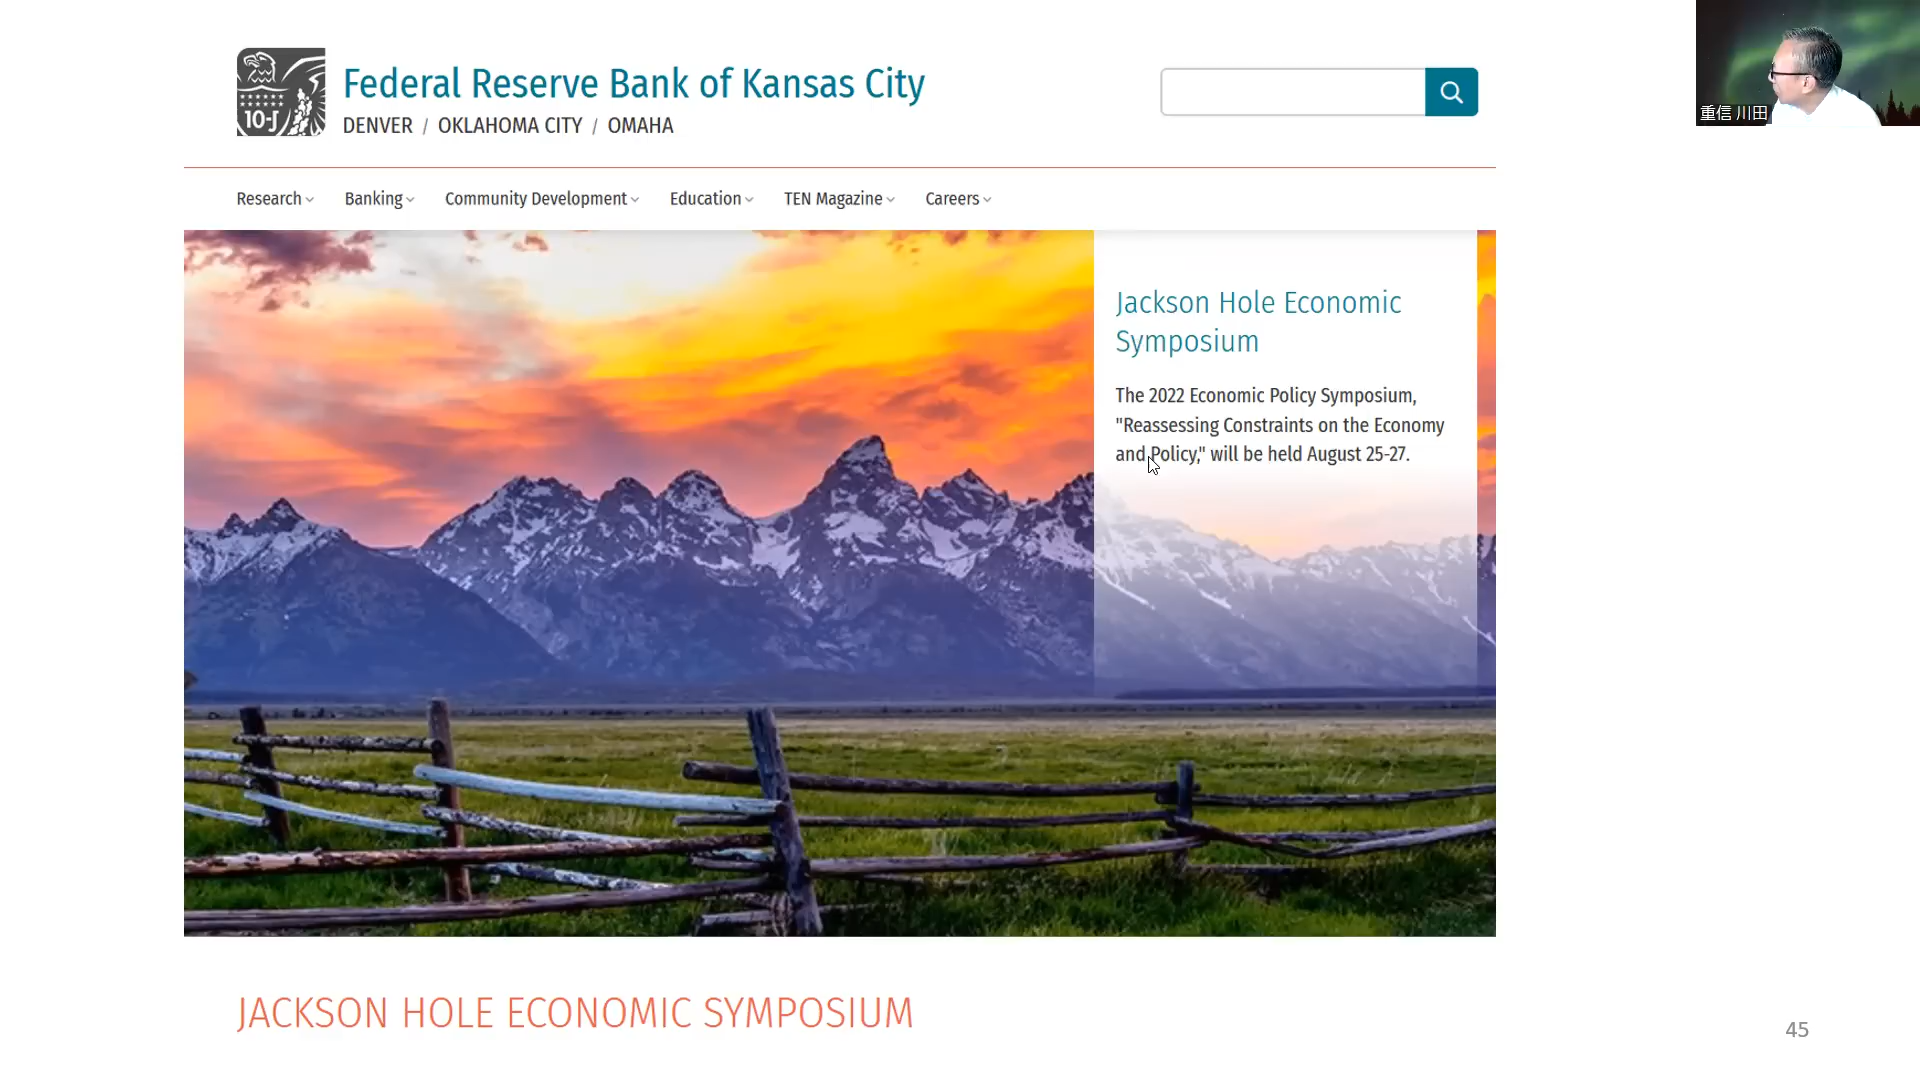 Federal Reserve Bank of Kansas City
DENVER / OKLAHOMA CITY / OMAHA
10-J
重信 川田
Research
Banking
Community Development
Education
TEN Magazine
Careers
Jackson Hole Economic
Symposium
The 2022 Economic Policy Symposium,
"Reassessing Constraints on the Economy
and Policy," will be held August 25-27.
JACKSON HOLE ECONOMIC SYMPOSIUM
45